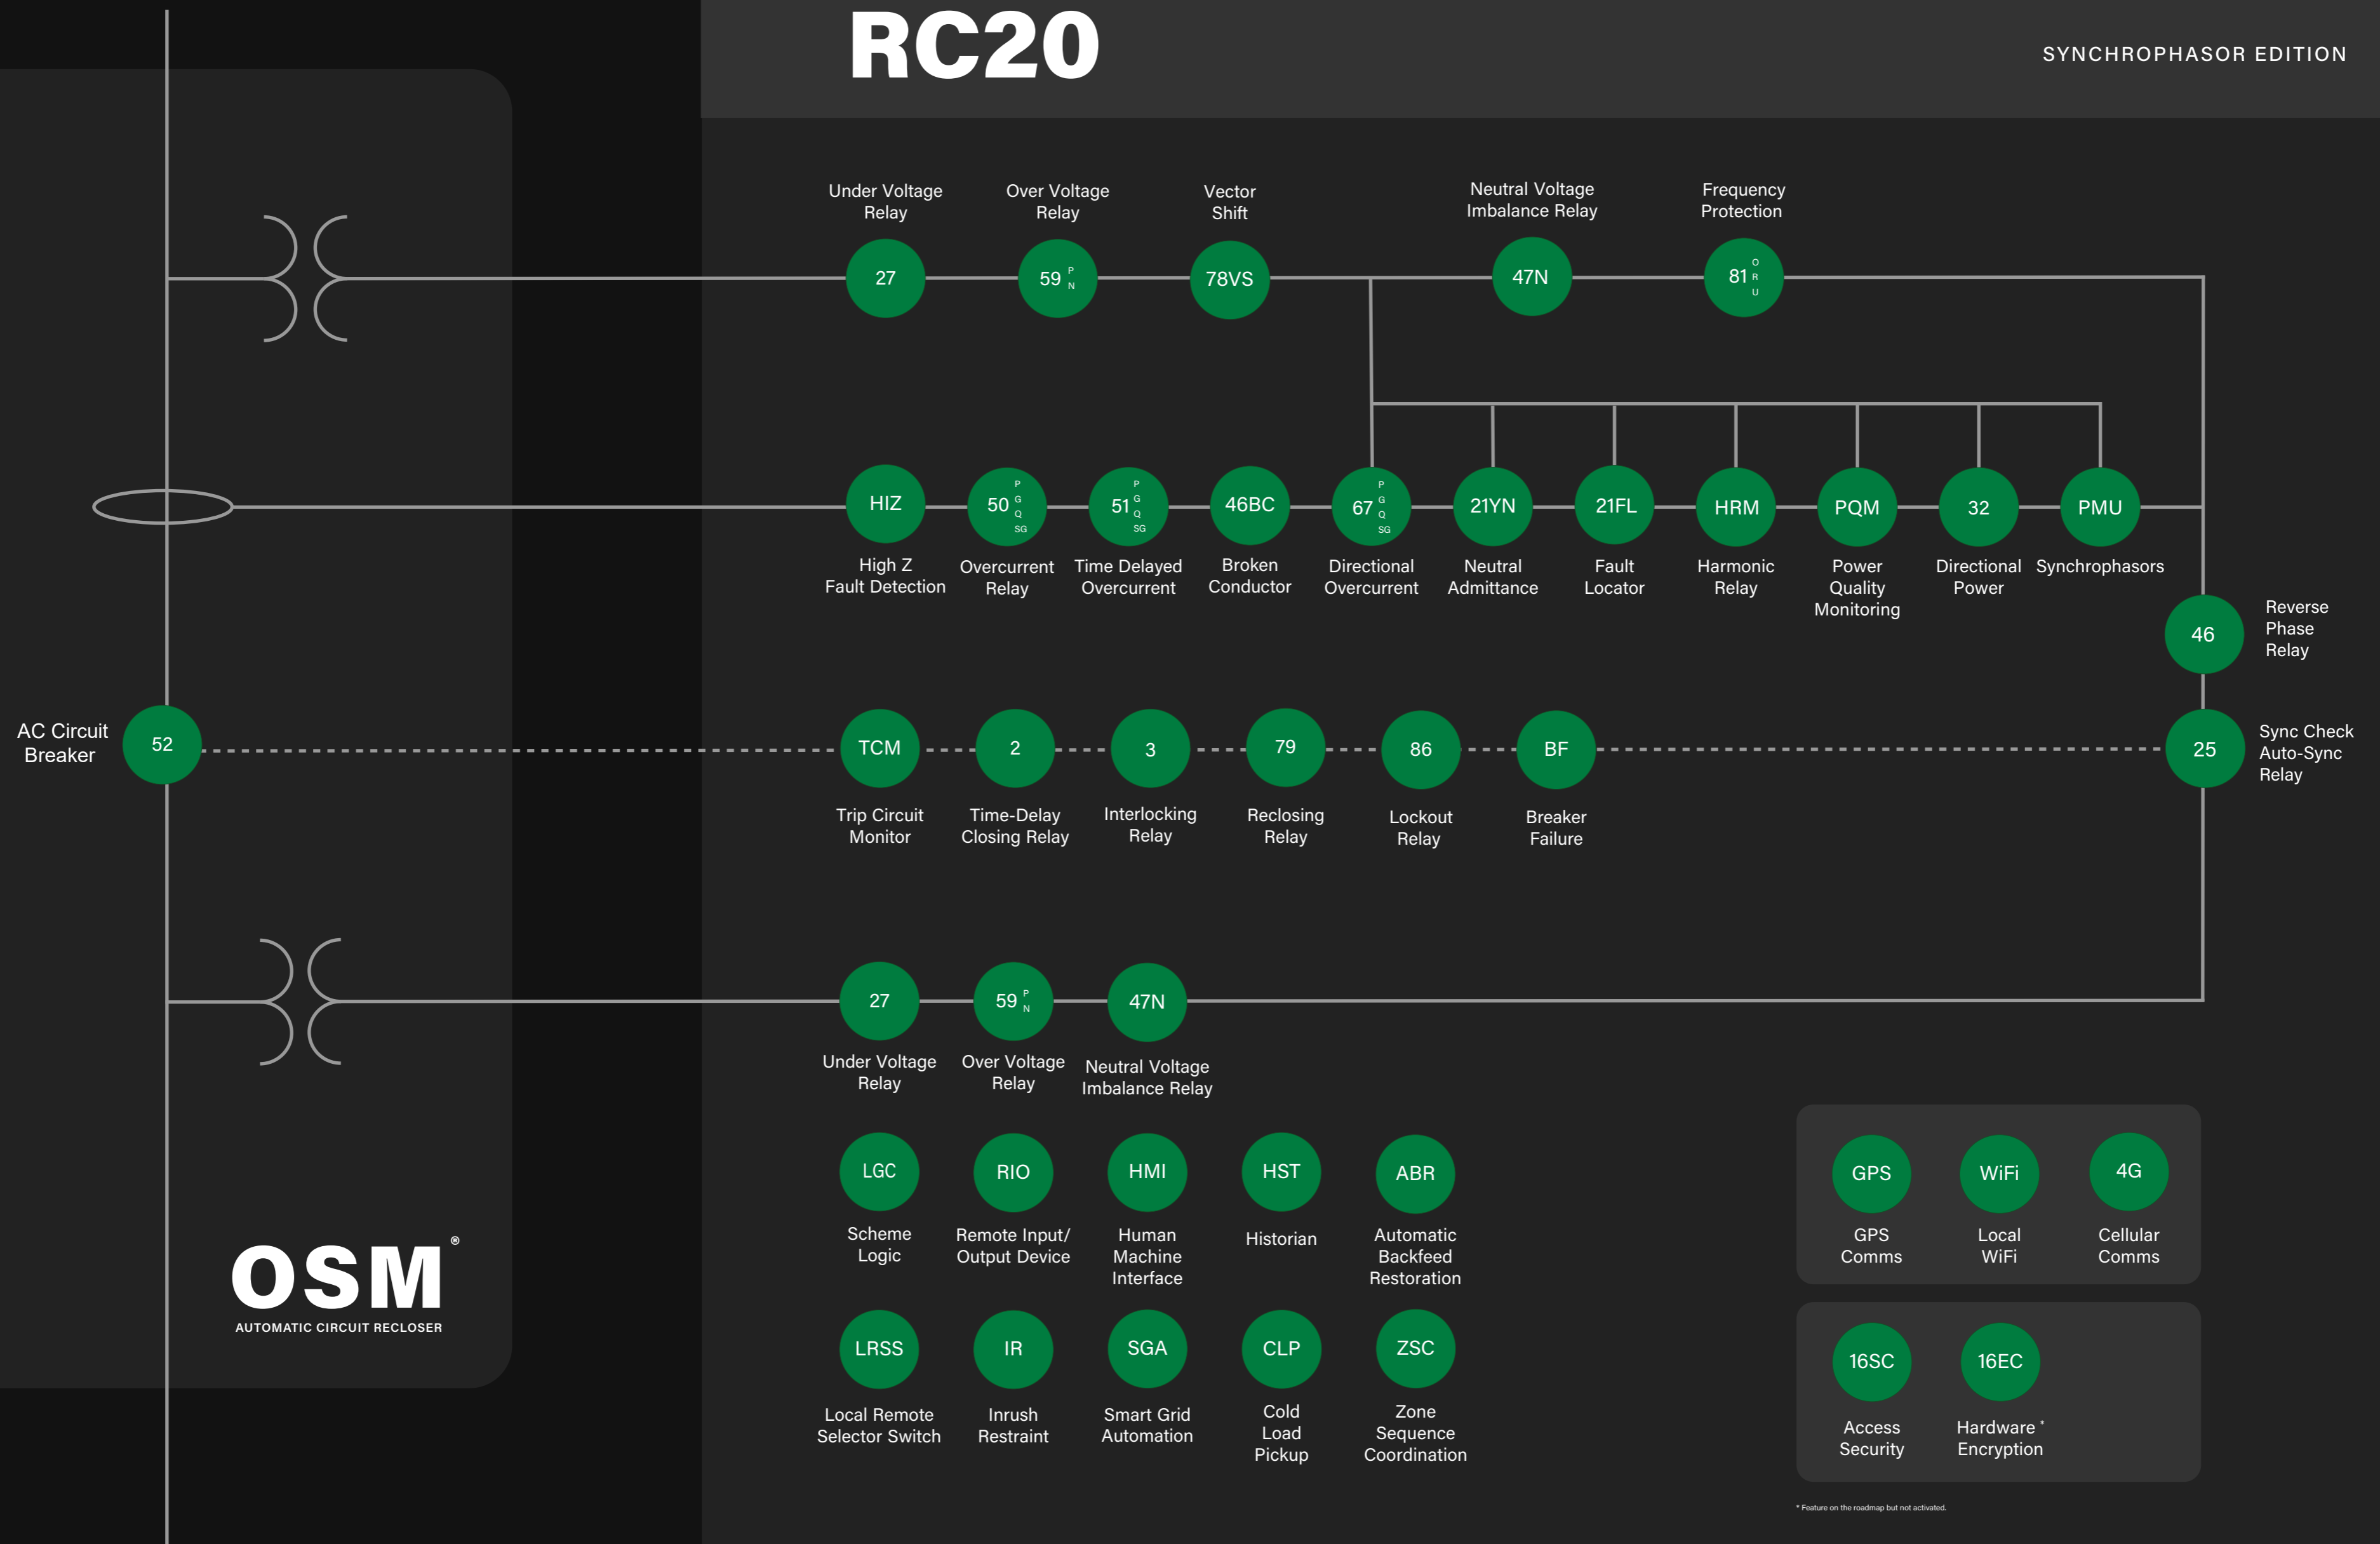 RC20
SYNCHROPHASOR EDITION
Under Voltage
Relay
Over Voltage
Relay
Vector
Shift
Neutral Voltage
Imbalance Relay
Frequency
Protection
27
59 P N
78VS
47N
81 O R U
HIZ
50 P G Q SG
51 P G Q SG
46BC
67 P G Q SG
21YN
21FL
HRM
PQM
32
PMU
High Z
Fault Detection
Overcurrent
Relay
Time Delayed
Overcurrent
Broken
Conductor
Directional
Overcurrent
Neutral
Admittance
Fault
Locator
Harmonic
Relay
Power
Quality
Monitoring
Directional
Power
Synchrophasors
46
Reverse
Phase
Relay
AC Circuit
Breaker
52
TCM
2
3
79
86
BF
25
Sync Check
Auto-Sync
Relay
Trip Circuit
Monitor
Time-Delay
Closing Relay
Interlocking
Relay
Reclosing
Relay
Lockout
Relay
Breaker
Failure
27
59 P N
47N
Under Voltage
Relay
Over Voltage
Relay
Neutral Voltage
Imbalance Relay
LGC
RIO
HMI
HST
ABR
Scheme
Logic
Remote Input/
Output Device
Human
Machine
Interface
Historian
Automatic
Backfeed
Restoration
GPS
WiFi
4G
GPS
Comms
Local
WiFi
Cellular
Comms
OSM®
AUTOMATIC CIRCUIT RECLOSER
LRSS
IR
SGA
CLP
ZSC
Local Remote
Selector Switch
Inrush
Restraint
Smart Grid
Automation
Cold
Load
Pickup
Zone
Sequence
Coordination
16SC
16EC
Access
Security
Hardware *
Encryption
* Feature on the roadmap but not activated.